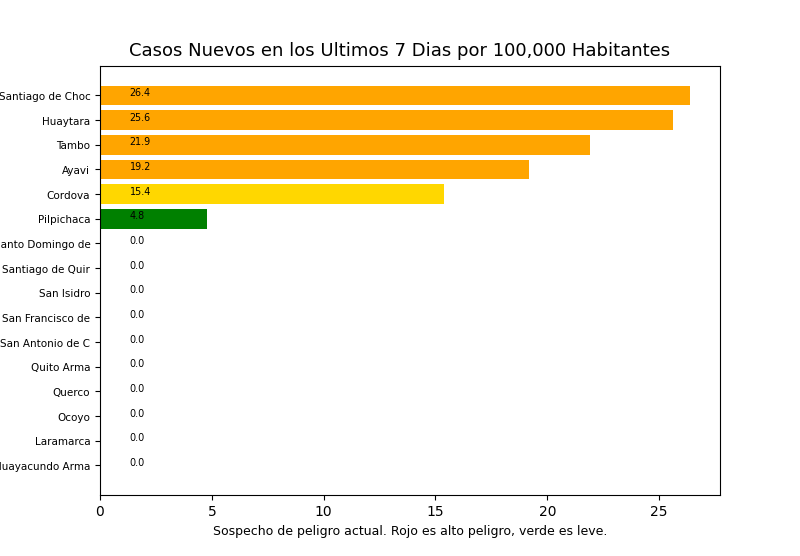 Casos Nuevos en los Ultimos 7 Dias por 100,000 Habitantes
Santiago de Choc 26.4
Huaytara 25.6
Tambo 21.9
Ayavi 19.2
Cordova 15.4
Pilpichaca 4.8
anto Domingo de 0.0
Santiago de Quir 0.0
San Isidro 0.0
San Francisco de 0.0
San Antonio de C 0.0
Quito Arma 0.0
Querco 0.0
Ocoyo 0.0
Laramarca 0.0
uayacundo Arma 0.0
0 5 10 15 20 25
Sospecho de peligro actual. Rojo es alto peligro, verde es leve.